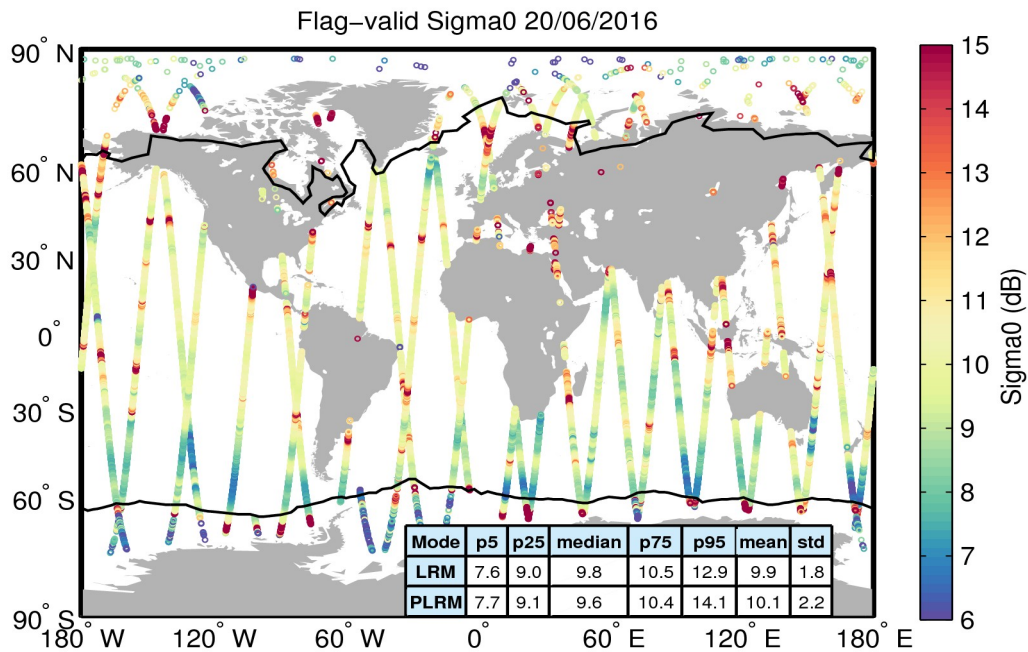 Flag−valid Sigma0 20/06/2016
90° N
60° N
30° N
0°
30° S
60° S
90° S
180° W
120° W
60° W
0°
60° E
120° E
180° E
Mode p5 p25 median p75 p95 mean std
LRM 7.6 9.0 9.8 10.5 12.9 9.9 1.8
PLRM 7.7 9.1 9.6 10.4 14.1 10.1 2.2
15
14
13
12
11
10
9
8
7
6
Sigma0 (dB)